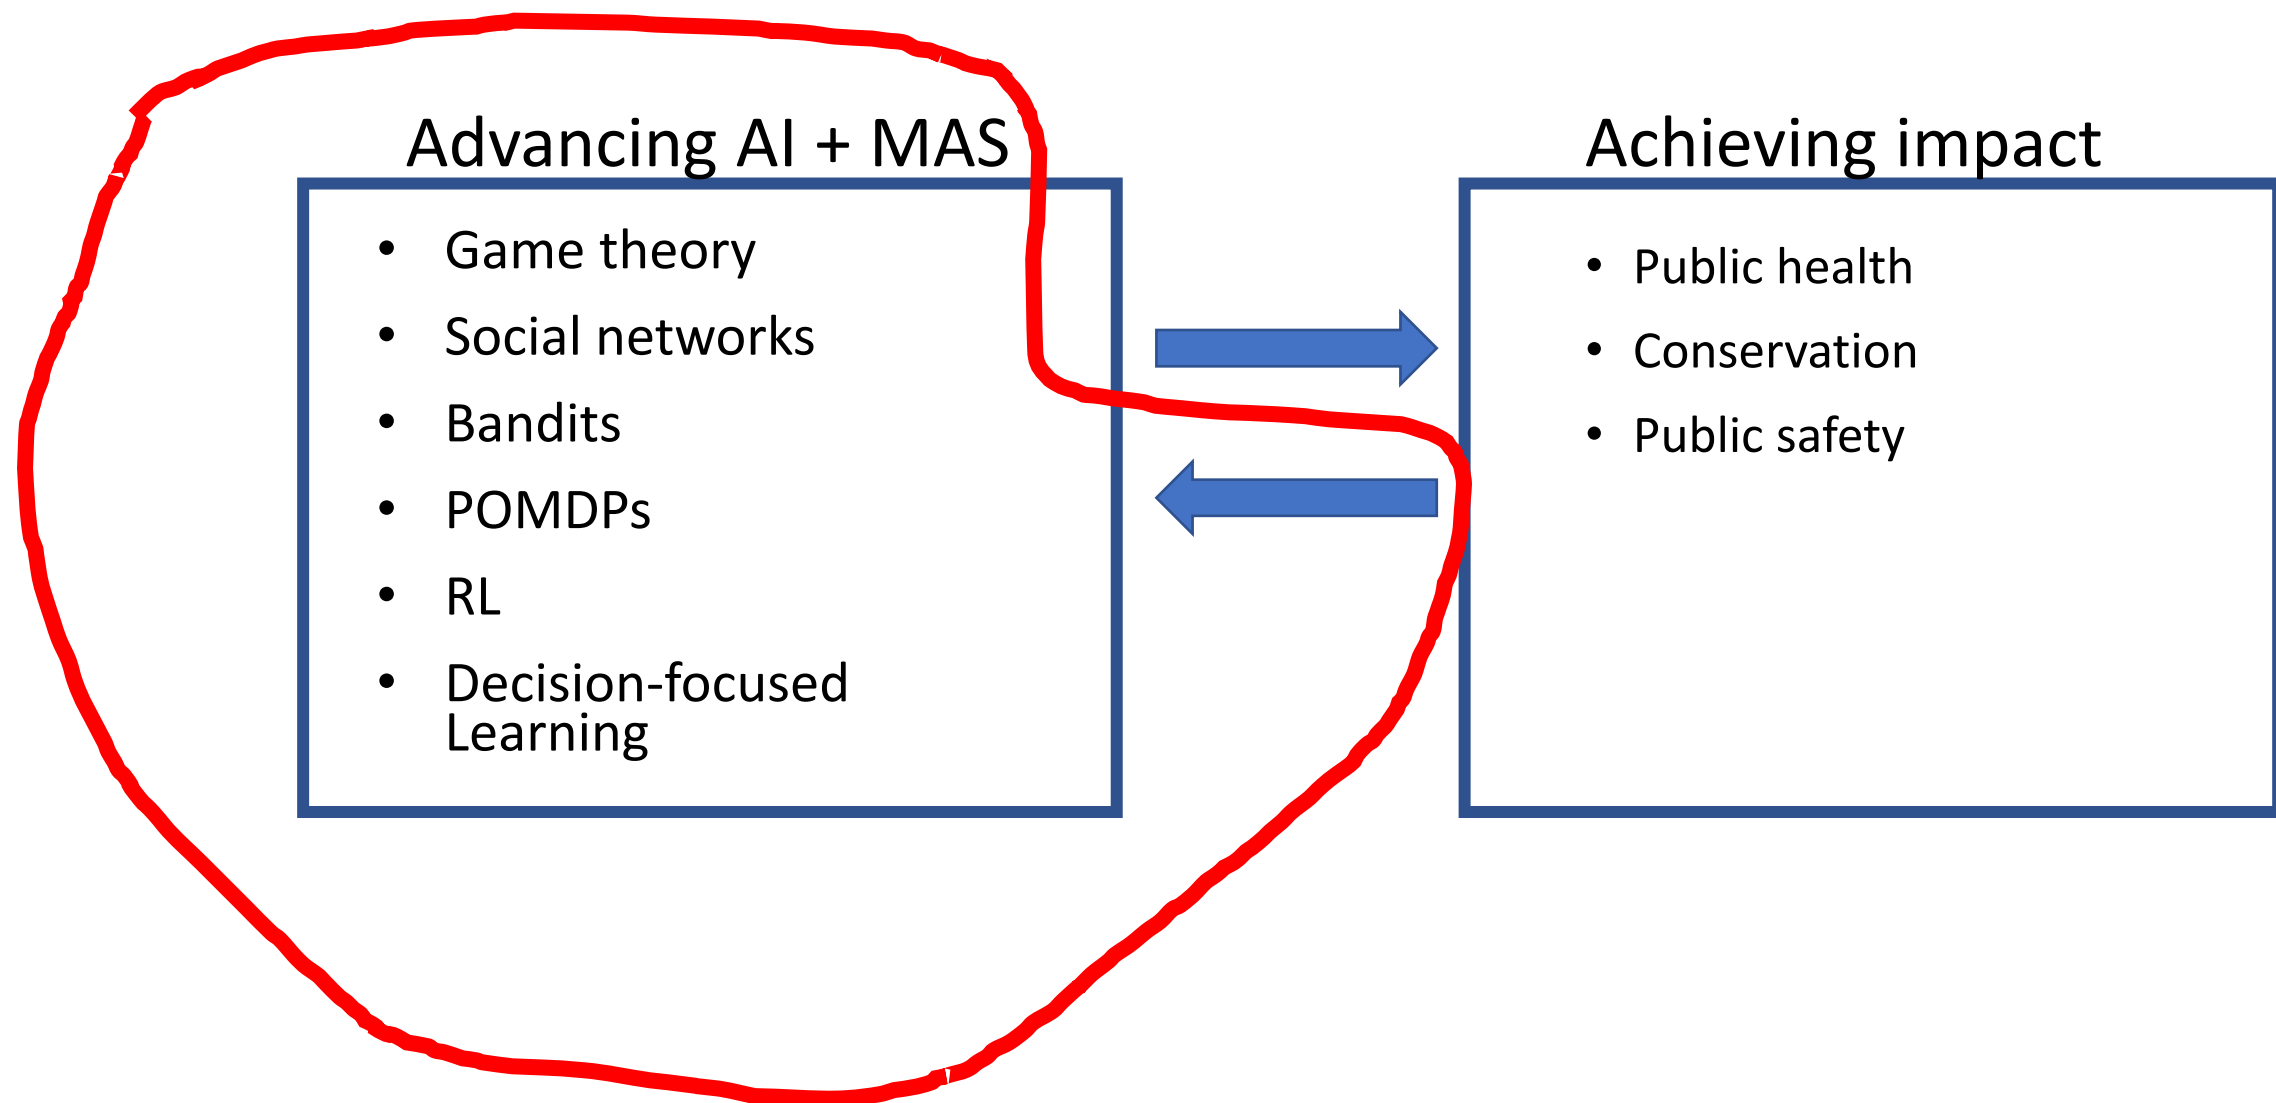 Advancing AI + MAS
• Game theory
• Social networks
• Bandits
• POMDPs
• RL
• Decision-focused
Learning
Achieving impact
• Public health
• Conservation
• Public safety